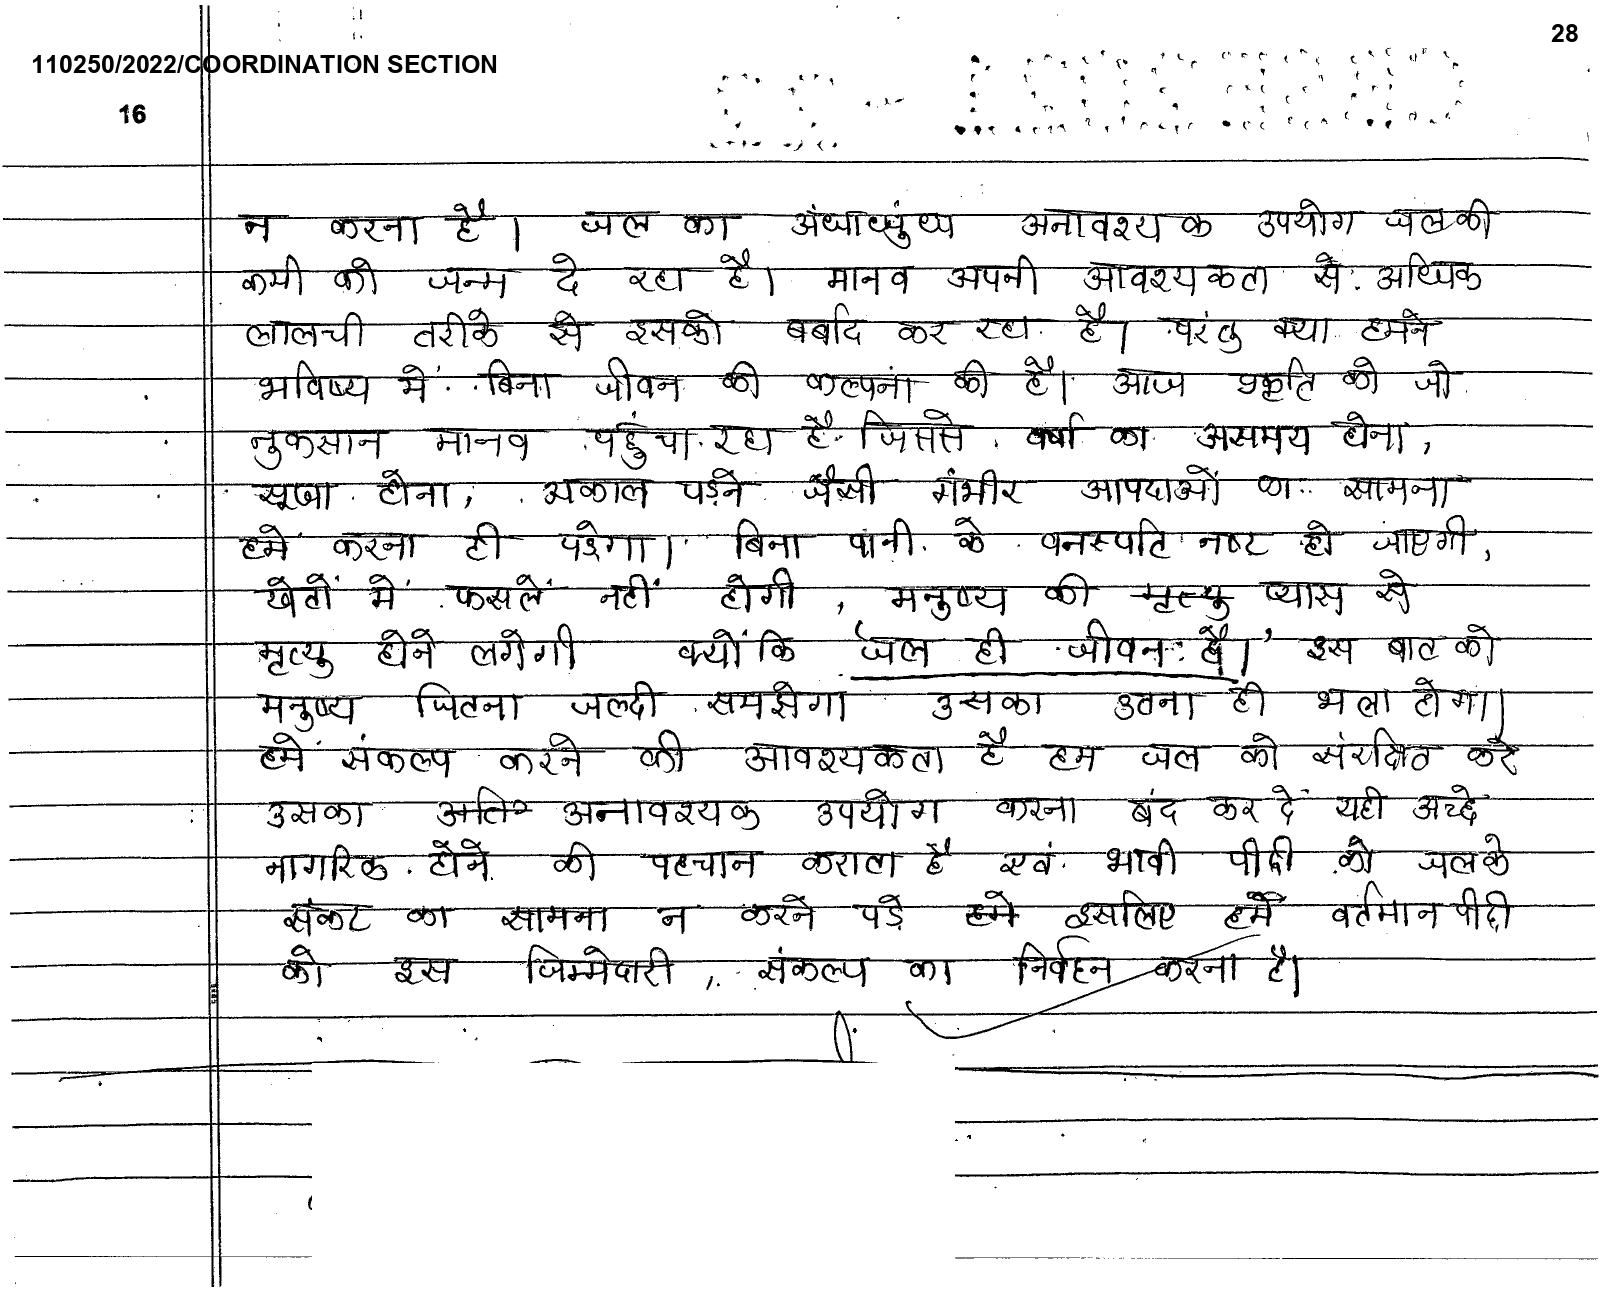 28
110250/2022/COORDINATION SECTION
16
न करना है। जल का अंधाधुंध अनावश्यक उपयोग जलकी
कमी को जन्म दे रहा है। मानव अपनी आवश्यकता से अधिक
लालची तरीके से इसको बर्बाद कर रहा है। परंतु क्या हमने
भविष्य में बिना जीवन की कल्पना की है। आज प्रकृति को जो
नुकसान मानव पहुंचा रहा है जिससे वर्षा का असमय होना,
सूखा होना, अकाल पड़ने जैसी गंभीर आपदाओं का सामना
हमें करना ही पड़ेगा। बिना पानी के वनस्पति नष्ट हो जाएगी,
खेतों में फसलें नहीं होगी, मनुष्य की मृत्यु प्यास से
मृत्यु होने लगेगी क्योंकि 'जल ही जीवन है।' इस बात को
मनुष्य जितना जल्दी समझेगा उसका उतना ही भला होगा।
हमें संकल्प करने की आवश्यकता है हम जल को संरक्षित करे
उसका अति अनावश्यक उपयोग करना बंद कर दें यही अच्छे
नागरिक होने की पहचान कराता है एवं भावी पीढ़ी को जलके
संकट का सामना न करने पड़े हमे इसलिए हमें वर्तमान पीढ़ी
को इस जिम्मेदारी, संकल्प का निर्वहन करना है।